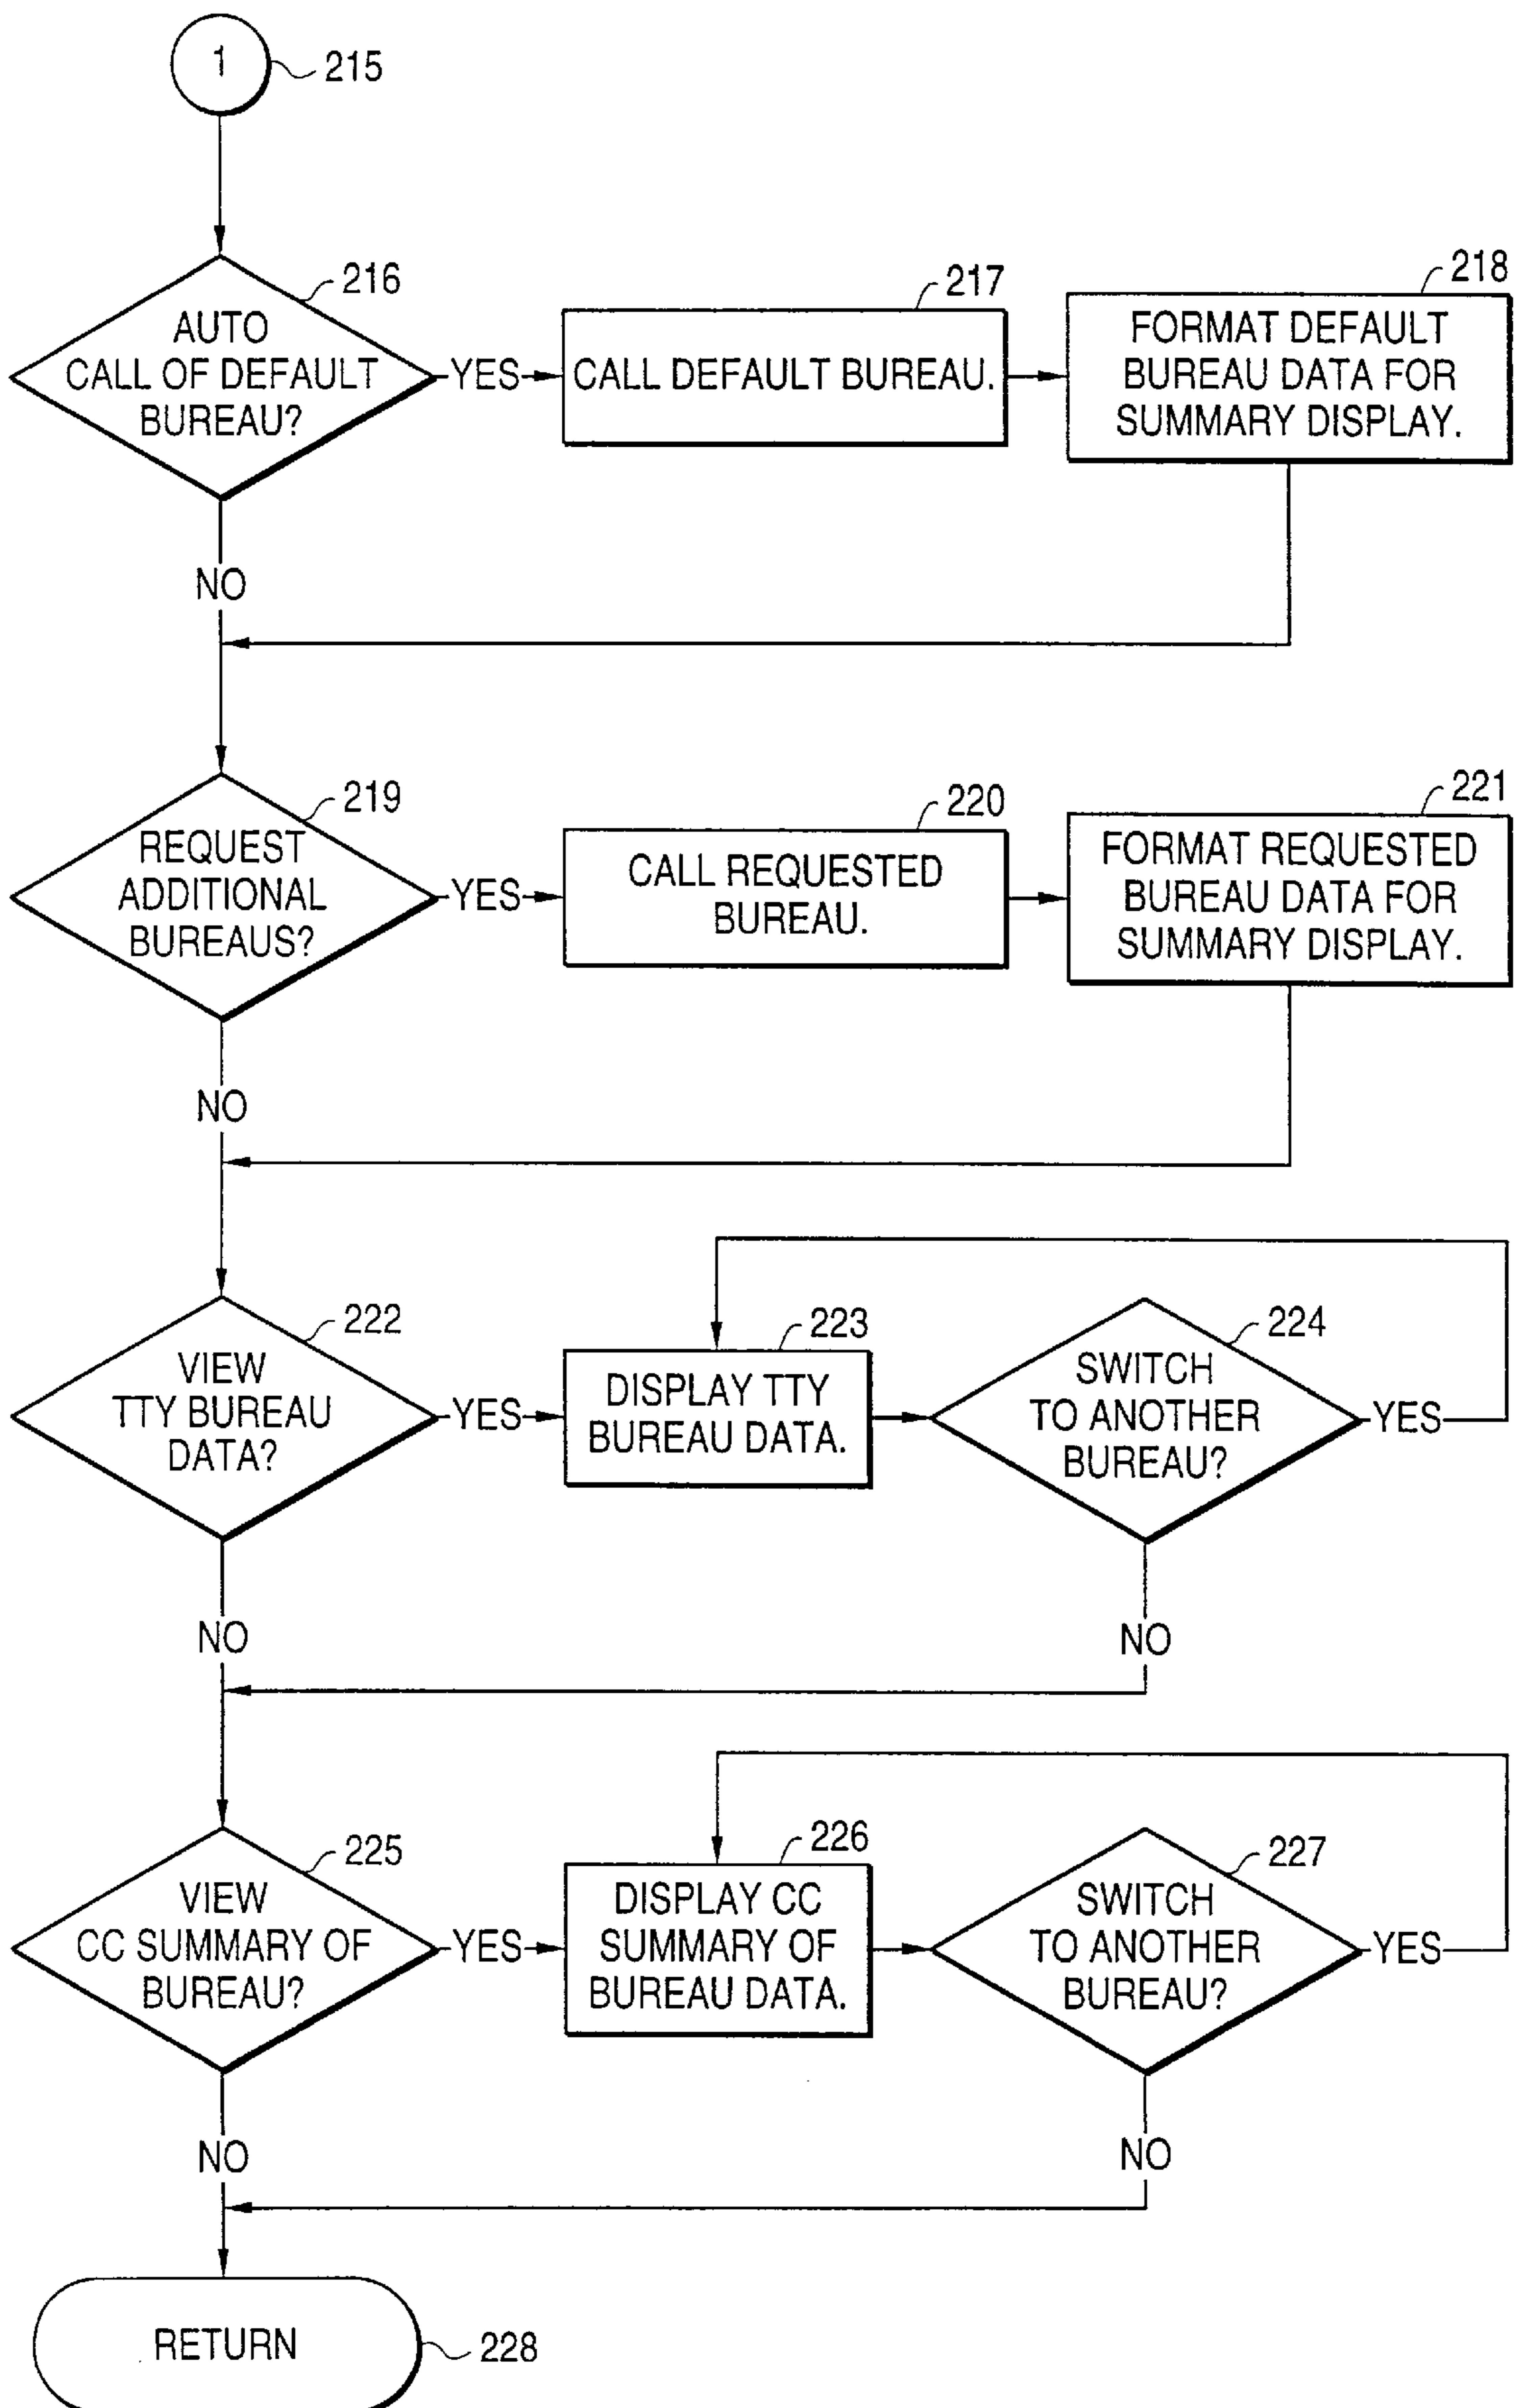 1
215
216
AUTO
CALL OF DEFAULT
BUREAU?
YES
217
CALL DEFAULT BUREAU.
218
FORMAT DEFAULT
BUREAU DATA FOR
SUMMARY DISPLAY.
NO
219
REQUEST
ADDITIONAL
BUREAUS?
YES
220
CALL REQUESTED
BUREAU.
221
FORMAT REQUESTED
BUREAU DATA FOR
SUMMARY DISPLAY.
NO
222
VIEW
TTY BUREAU
DATA?
YES
223
DISPLAY TTY
BUREAU DATA.
224
SWITCH
TO ANOTHER
BUREAU?
YES
NO
NO
225
VIEW
CC SUMMARY OF
BUREAU?
YES
226
DISPLAY CC
SUMMARY OF
BUREAU DATA.
227
SWITCH
TO ANOTHER
BUREAU?
YES
NO
NO
RETURN
228